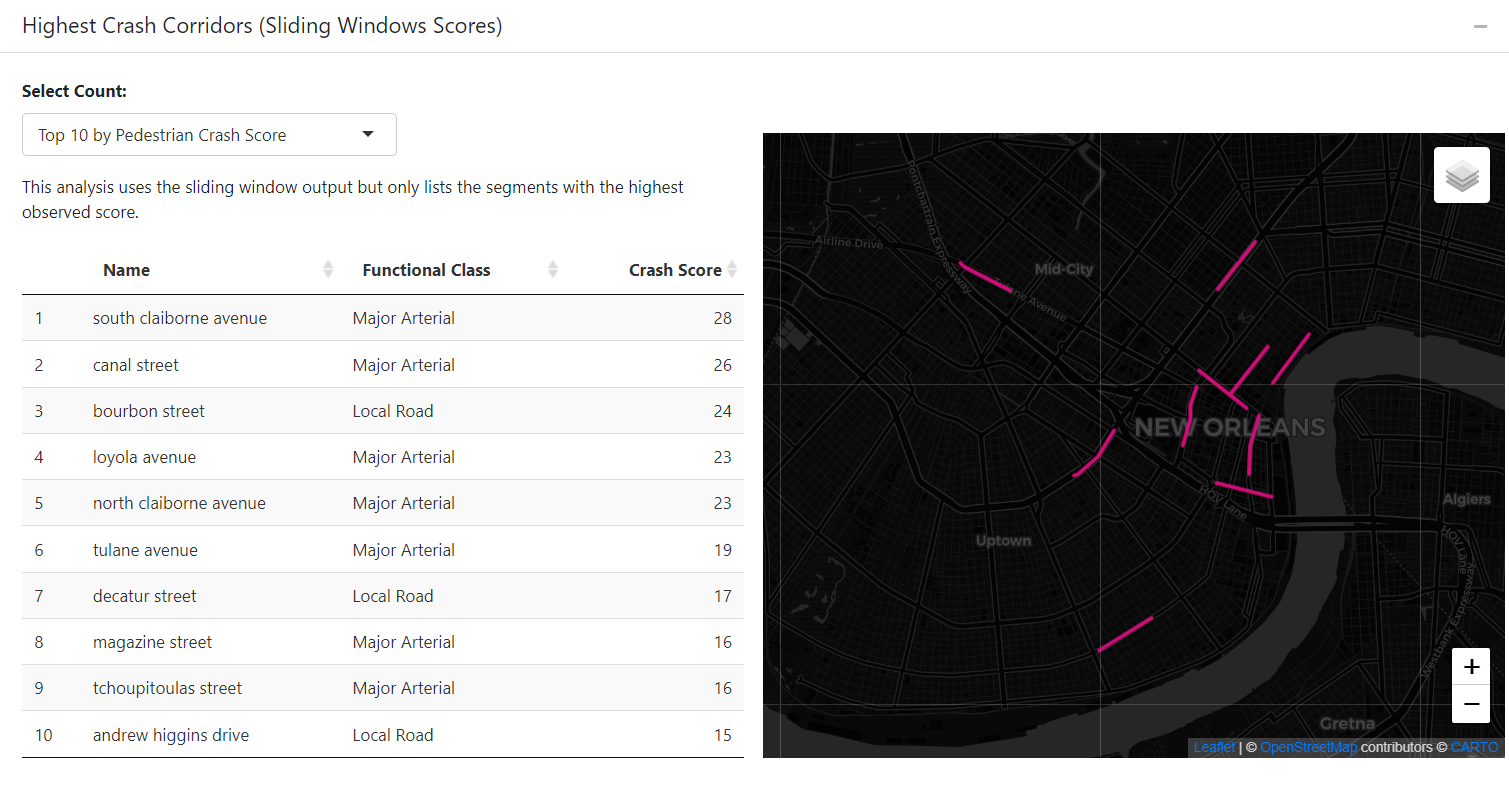 Highest Crash Corridors (Sliding Windows Scores)
Select Count:
Top 10 by Pedestrian Crash Score
This analysis uses the sliding window output but only lists the segments with the highest
observed score.
Name Functional Class Crash Score
1 south claiborne avenue Major Arterial 28
2 canal street Major Arterial 26
3 bourbon street Local Road 24
4 loyola avenue Major Arterial 23
5 north claiborne avenue Major Arterial 23
6 tulane avenue Major Arterial 19
7 decatur street Local Road 17
8 magazine street Major Arterial 16
9 tchoupitoulas street Major Arterial 16
10 andrew higgins drive Local Road 15
Pontchartrain Expressway
Airline Drive
Mid-City
Tulane Avenue
NEW ORLEANS
HOV Lane
Algiers
Uptown
HOV Lane
Westbank Expressway
+
−
Gretna
Leaflet | © OpenStreetMap contributors © CARTO